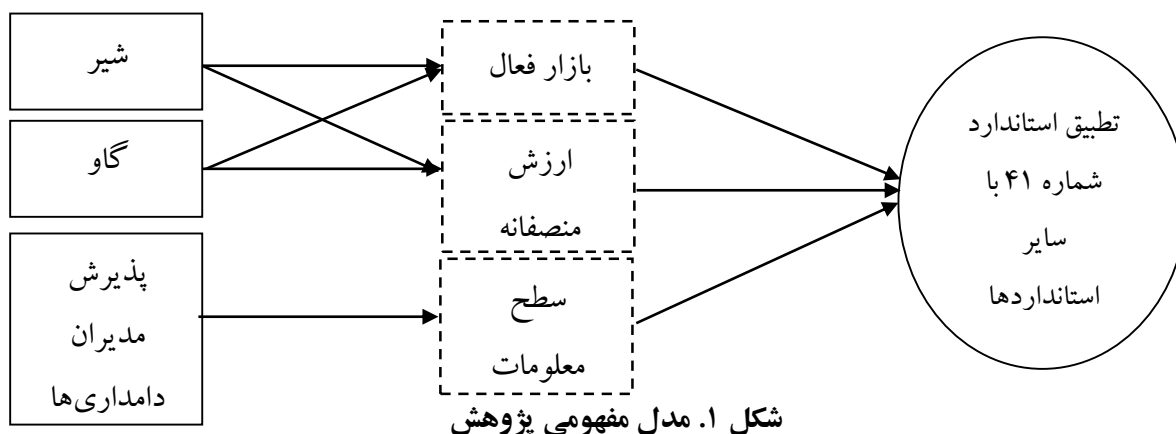 شیر
گاو
پذیرش
مدیران
دامداری‌ها
بازار فعال
ارزش
منصفانه
سطح
معلومات
تطبیق استاندارد
شماره ۴۱ با
سایر
استانداردها
شکل ۱. مدل مفهومی پژوهش